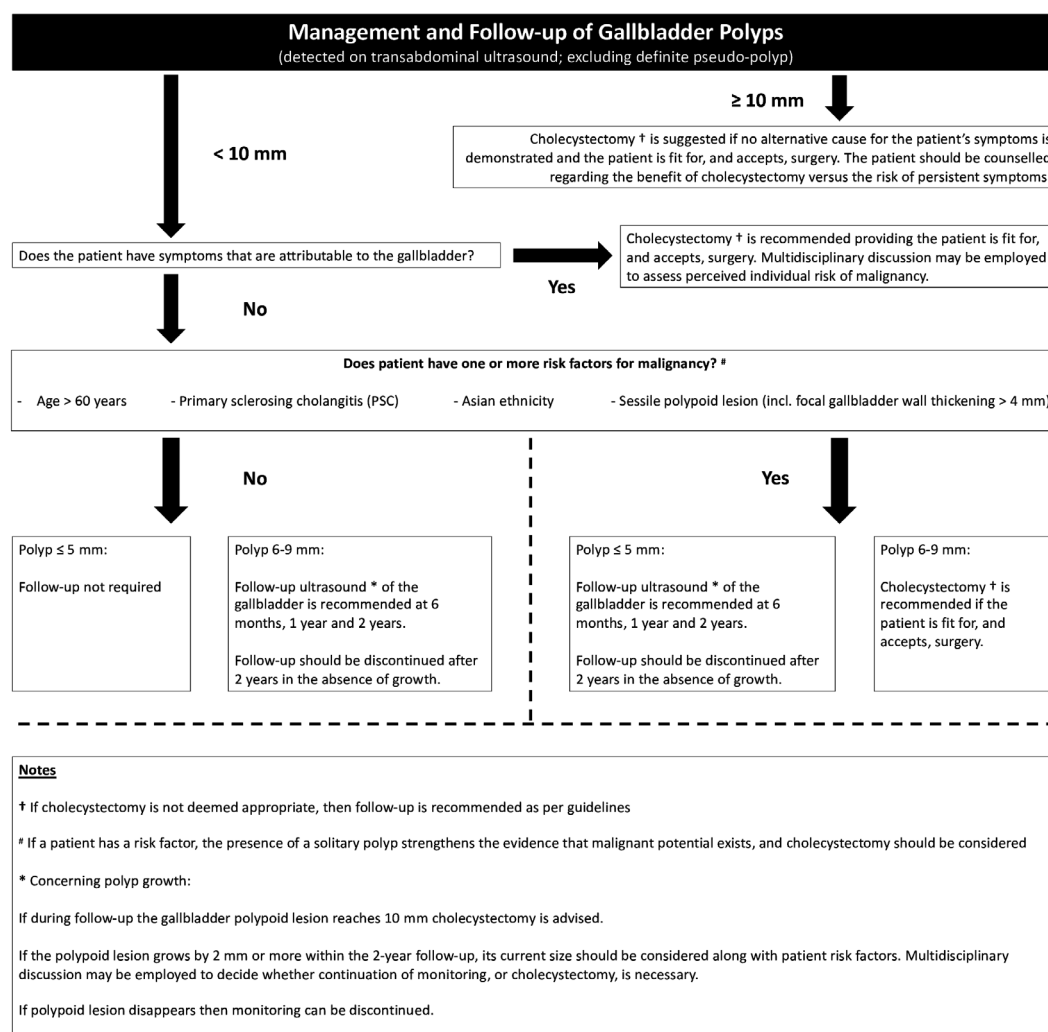 Management and Follow-up of Gallbladder Polyps
(detected on transabdominal ultrasound; excluding definite pseudo-polyp)
≥ 10 mm
< 10 mm
Cholecystectomy † is suggested if no alternative cause for the patient's symptoms is
demonstrated and the patient is fit for, and accepts, surgery. The patient should be counselled
regarding the benefit of cholecystectomy versus the risk of persistent symptoms
Does the patient have symptoms that are attributable to the gallbladder?
Yes
Cholecystectomy † is recommended providing the patient is fit for,
and accepts, surgery. Multidisciplinary discussion may be employed
to assess perceived individual risk of malignancy.
No
Does patient have one or more risk factors for malignancy? #
- Age > 60 years - Primary sclerosing cholangitis (PSC) - Asian ethnicity - Sessile polypoid lesion (incl. focal gallbladder wall thickening > 4 mm)
No
Yes
Polyp ≤ 5 mm:
Follow-up not required
Polyp 6-9 mm:
Follow-up ultrasound * of the
gallbladder is recommended at 6
months, 1 year and 2 years.
Follow-up should be discontinued after
2 years in the absence of growth.
Polyp ≤ 5 mm:
Follow-up ultrasound * of the
gallbladder is recommended at 6
months, 1 year and 2 years.
Follow-up should be discontinued after
2 years in the absence of growth.
Polyp 6-9 mm:
Cholecystectomy † is
recommended if the
patient is fit for, and
accepts, surgery.
Notes
† If cholecystectomy is not deemed appropriate, then follow-up is recommended as per guidelines
# If a patient has a risk factor, the presence of a solitary polyp strengthens the evidence that malignant potential exists, and cholecystectomy should be considered
* Concerning polyp growth:
If during follow-up the gallbladder polypoid lesion reaches 10 mm cholecystectomy is advised.
If the polypoid lesion grows by 2 mm or more within the 2-year follow-up, its current size should be considered along with patient risk factors. Multidisciplinary
discussion may be employed to decide whether continuation of monitoring, or cholecystectomy, is necessary.
If polypoid lesion disappears then monitoring can be discontinued.